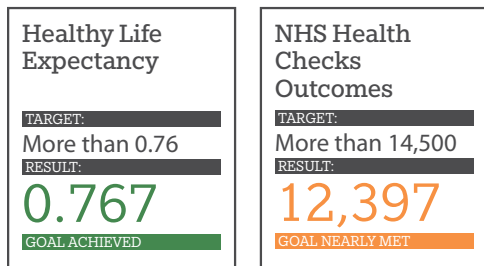 Healthy Life
Expectancy
TARGET:
More than 0.76
RESULT:
0.767
GOAL ACHIEVED
NHS Health
Checks
Outcomes
TARGET:
More than 14,500
RESULT:
12,397
GOAL NEARLY MET